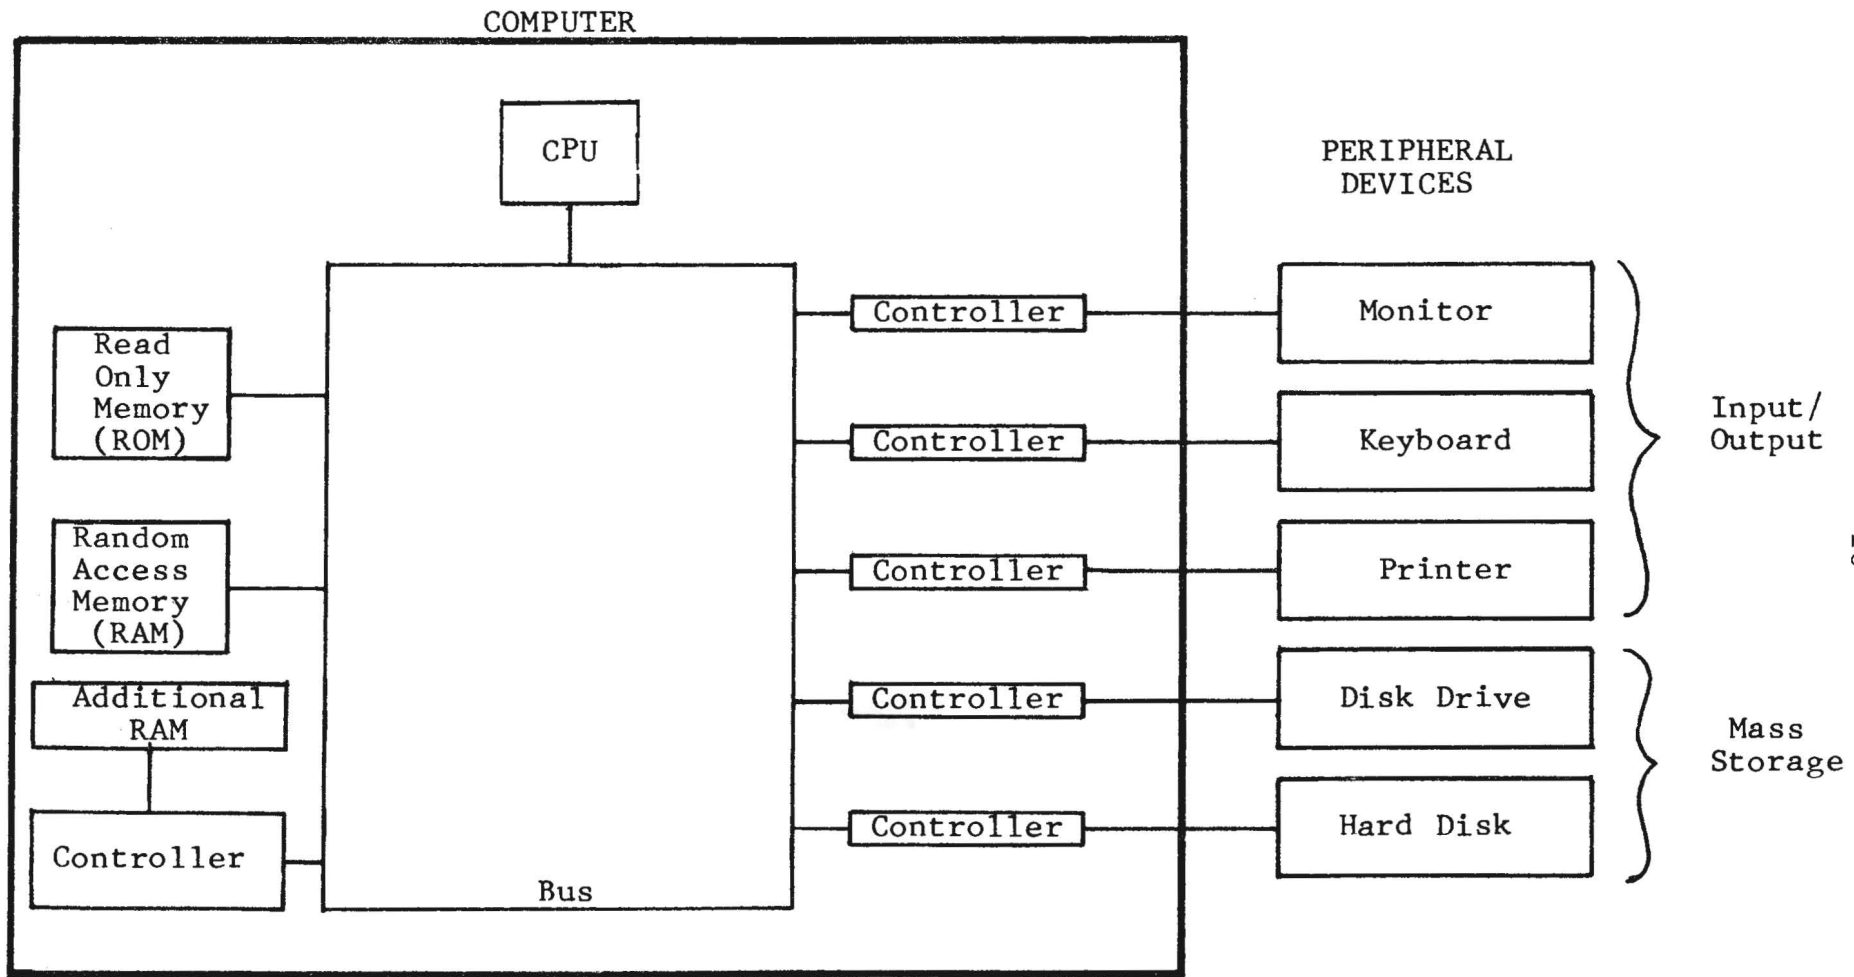 COMPUTER
CPU
PERIPHERAL
DEVICES
Read
Only
Memory
(ROM)
Random
Access
Memory
(RAM)
Additional
RAM
Controller
Bus
Controller
Controller
Controller
Controller
Controller
Monitor
Keyboard
Printer
Disk Drive
Hard Disk
Input/
Output
Mass
Storage